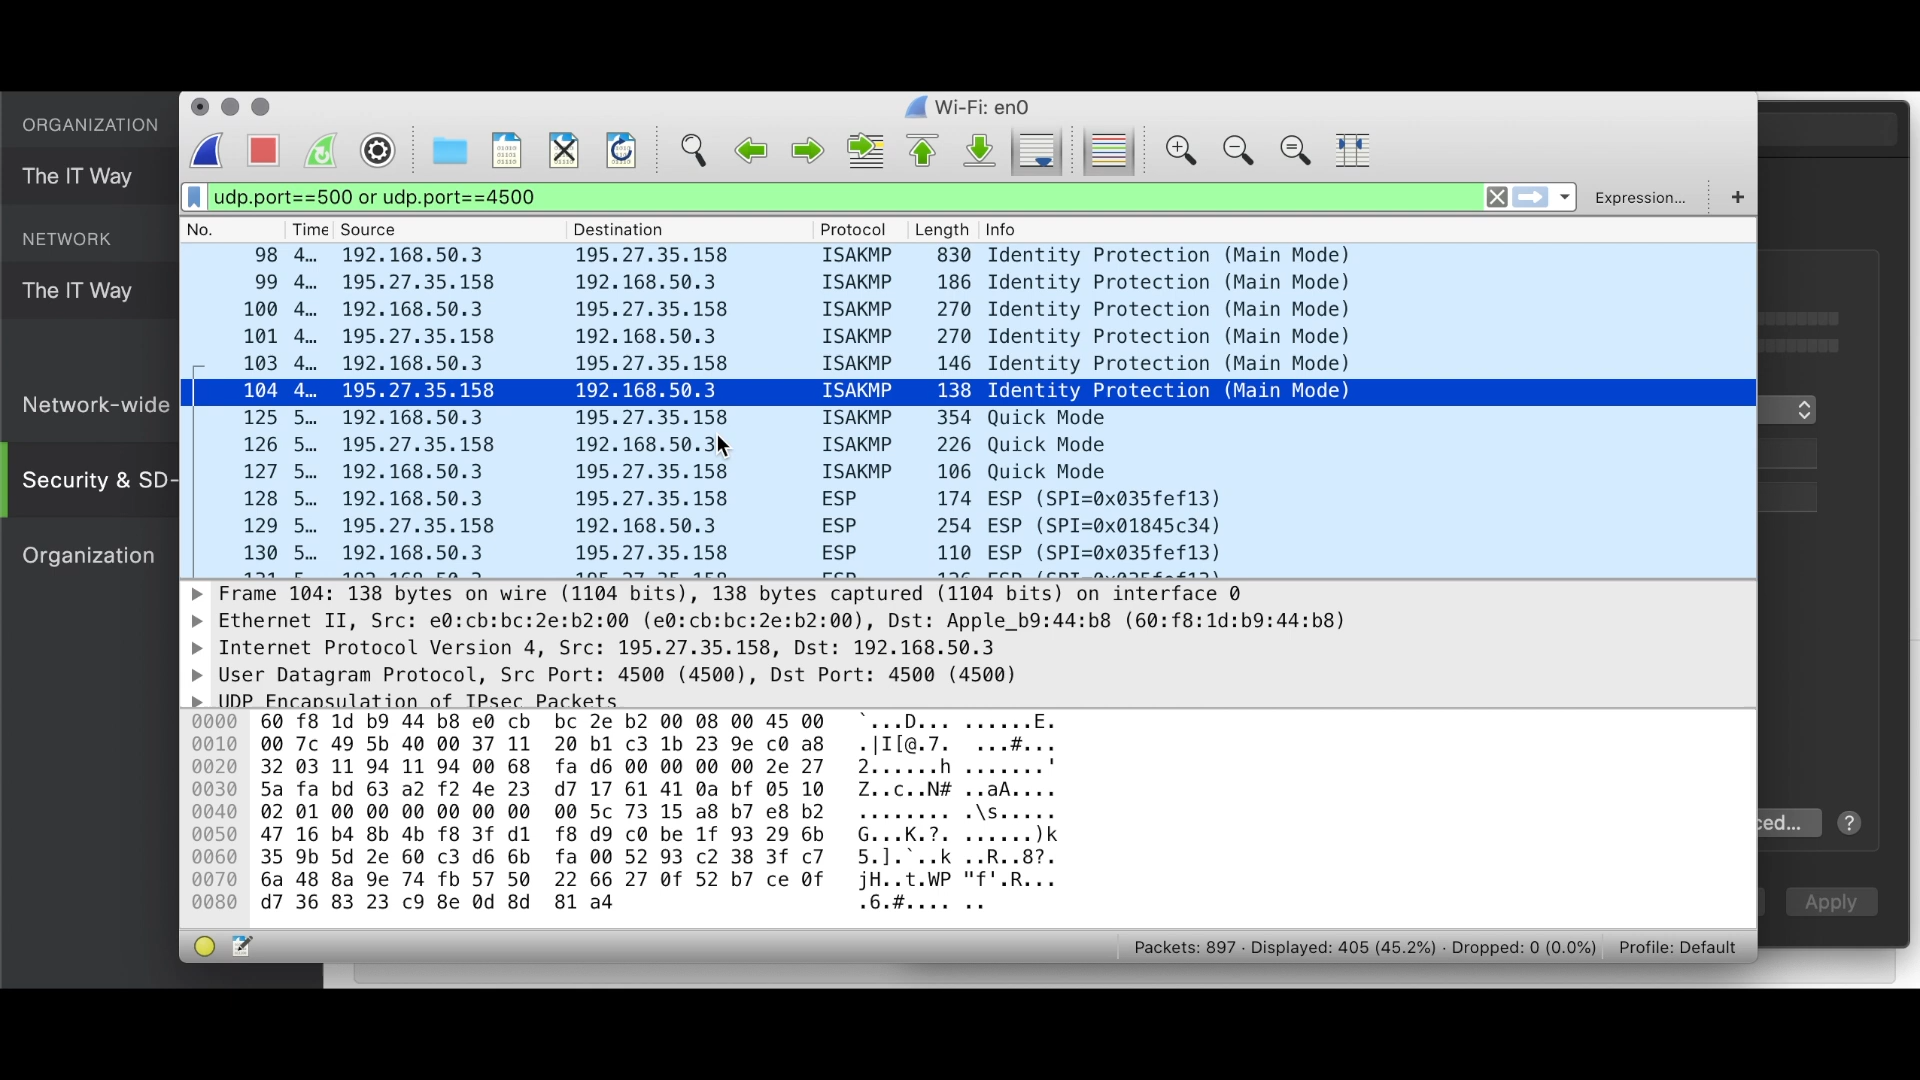 Wi-Fi: en0
ORGANIZATION
The IT Way
NETWORK
The IT Way
Network-wide
Security & SD-
Organization
udp.port==500 or udp.port==4500
Expression...
+
No. Time Source Destination Protocol Length Info
98 4... 192.168.50.3 195.27.35.158 ISAKMP 830 Identity Protection (Main Mode)
99 4... 195.27.35.158 192.168.50.3 ISAKMP 186 Identity Protection (Main Mode)
100 4... 192.168.50.3 195.27.35.158 ISAKMP 270 Identity Protection (Main Mode)
101 4... 195.27.35.158 192.168.50.3 ISAKMP 270 Identity Protection (Main Mode)
103 4... 192.168.50.3 195.27.35.158 ISAKMP 146 Identity Protection (Main Mode)
104 4... 195.27.35.158 192.168.50.3 ISAKMP 138 Identity Protection (Main Mode)
125 5... 192.168.50.3 195.27.35.158 ISAKMP 354 Quick Mode
126 5... 195.27.35.158 192.168.50.3 ISAKMP 226 Quick Mode
127 5... 192.168.50.3 195.27.35.158 ISAKMP 106 Quick Mode
128 5... 192.168.50.3 195.27.35.158 ESP 174 ESP (SPI=0x035fef13)
129 5... 195.27.35.158 192.168.50.3 ESP 254 ESP (SPI=0x01845c34)
130 5... 192.168.50.3 195.27.35.158 ESP 110 ESP (SPI=0x035fef13)
Frame 104: 138 bytes on wire (1104 bits), 138 bytes captured (1104 bits) on interface 0
Ethernet II, Src: e0:cb:bc:2e:b2:00 (e0:cb:bc:2e:b2:00), Dst: Apple_b9:44:b8 (60:f8:1d:b9:44:b8)
Internet Protocol Version 4, Src: 195.27.35.158, Dst: 192.168.50.3
User Datagram Protocol, Src Port: 4500 (4500), Dst Port: 4500 (4500)
UDP Encapsulation of IPsec Packets
0000 60 f8 1d b9 44 b8 e0 cb bc 2e b2 00 08 00 45 00 `...D... ......E.
0010 00 7c 49 5b 40 00 37 11 20 b1 c3 1b 23 9e c0 a8 .|I[@.7. ...#...
0020 32 03 11 94 11 94 00 68 fa d6 00 00 00 00 2e 27 2......h .......'
0030 5a fa bd 63 a2 f2 4e 23 d7 17 61 41 0a bf 05 10 Z..c..N# ..aA....
0040 02 01 00 00 00 00 00 00 00 5c 73 15 a8 b7 e8 b2 ........ .\s.....
0050 47 16 b4 8b 4b f8 3f d1 f8 d9 c0 be 1f 93 29 6b G...K.?. ......)k
0060 35 9b 5d 2e 60 c3 d6 6b fa 00 52 93 c2 38 3f c7 5.].`..k ..R..8?.
0070 6a 48 8a 9e 74 fb 57 50 22 66 27 0f 52 b7 ce 0f jH..t.WP "f'.R...
0080 d7 36 83 23 c9 8e 0d 8d 81 a4 .6.#.... ..
ced...
?
Apply
Packets: 897 · Displayed: 405 (45.2%) · Dropped: 0 (0.0%) Profile: Default